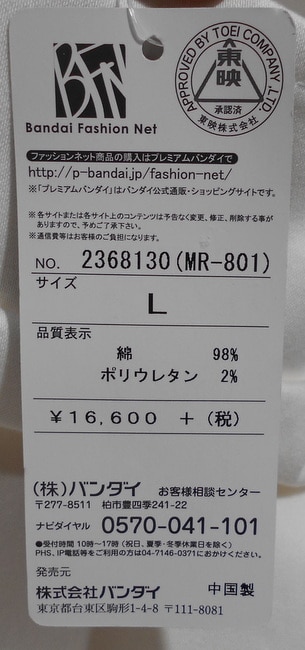 BFN
Bandai Fashion Net
APPROVED BY TOEI COMPANY.,LTD.
東映
承認済
東映株式会社
ファッションネット商品の購入はプレミアムバンダイで
http://p-bandai.jp/fashion-net/
※「プレミアムバンダイ」はバンダイ公式通販・ショッピングサイトです。
※各サイトまたは各サイト上のコンテンツは予告なく変更、修正、削除する事が
ありますので、予めご了承下さい。
※通信費等はお客様のご負担になります。
NO. 2368130(MR-801)
サイズ
L
品質表示
綿 98%
ポリウレタン 2%
￥16,600 +(税)
(株)バンダイ お客様相談センター
〒277-8511 柏市豊四季241-22
ナビダイヤル 0570-041-101
●受付時間 10時～17時(祝日、夏季・冬季休業日を除く)
PHS、IP電話等をご利用の方は04-7146-0371におかけください。
発売元
株式会社バンダイ 中国製
東京都台東区駒形1-4-8 〒111-8081